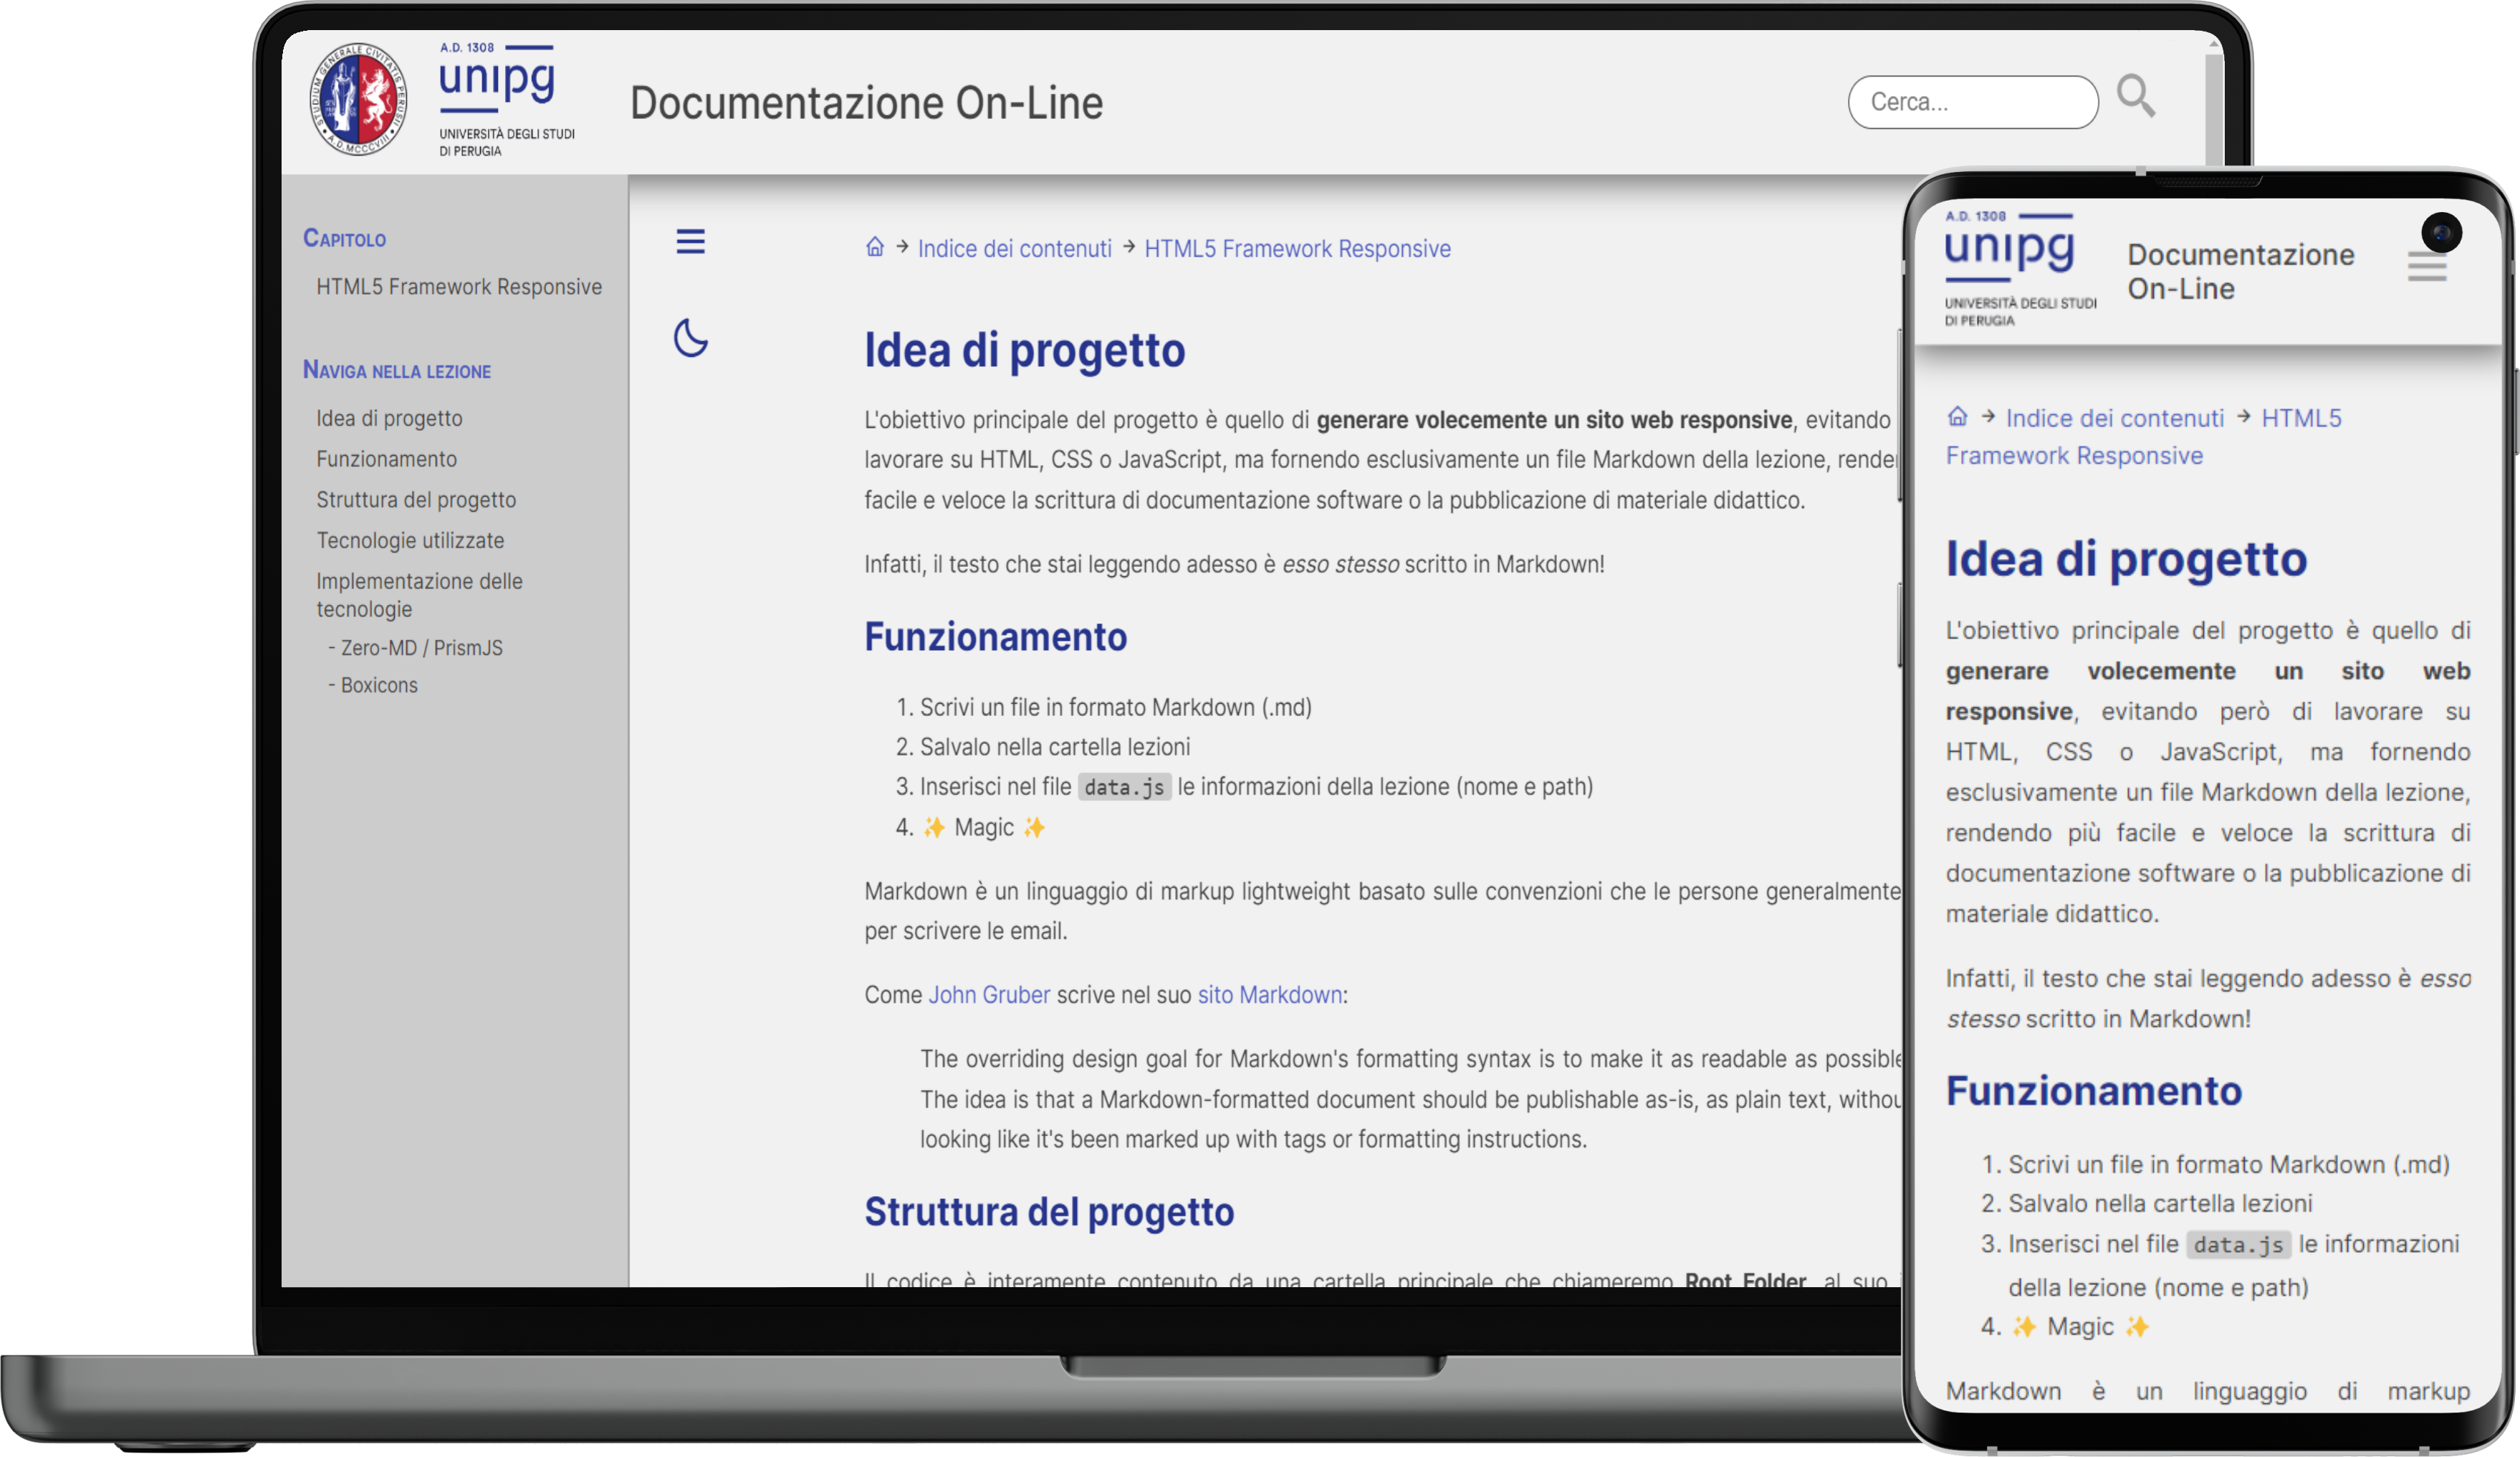 STUDIUM GENERALE CIVITATIS PERUSII
A.D. MCCCVIII
A.D. 1308
unipg
UNIVERSITÀ DEGLI STUDI
DI PERUGIA
Documentazione On-Line
Cerca...
CAPITOLO
HTML5 Framework Responsive
NAVIGA NELLA LEZIONE
Idea di progetto
Funzionamento
Struttura del progetto
Tecnologie utilizzate
Implementazione delle
tecnologie
- Zero-MD / PrismJS
- Boxicons
Indice dei contenuti → HTML5 Framework Responsive
Idea di progetto
L'obiettivo principale del progetto è quello di generare volecemente un sito web responsive, evitando
lavorare su HTML, CSS o JavaScript, ma fornendo esclusivamente un file Markdown della lezione,
facile e veloce la scrittura di documentazione software o la pubblicazione di materiale didattico.
Infatti, il testo che stai leggendo adesso è esso stesso scritto in Markdown!
Funzionamento
1. Scrivi un file in formato Markdown (.md)
2. Salvalo nella cartella lezioni
3. Inserisci nel file data.js le informazioni della lezione (nome e path)
4. ✨ Magic ✨
Markdown è un linguaggio di markup lightweight basato sulle convenzioni che le persone generalmente
per scrivere le email.
Come John Gruber scrive nel suo sito Markdown:
The overriding design goal for Markdown's formatting syntax is to make it as readable as possible
The idea is that a Markdown-formatted document should be publishable as-is, as plain text, withou
looking like it's been marked up with tags or formatting instructions.
Struttura del progetto
Il codice è interamente contenuto da una cartella principale che chiameremo Root Folder, al suo
A.D. 1308
unipg
UNIVERSITÀ DEGLI STUDI
DI PERUGIA
Documentazione
On-Line
→ Indice dei contenuti → HTML5
Framework Responsive
Idea di progetto
L'obiettivo principale del progetto è quello di
generare volecemente un sito web
responsive, evitando però di lavorare su
HTML, CSS o JavaScript, ma fornendo
esclusivamente un file Markdown della lezione,
rendendo più facile e veloce la scrittura di
documentazione software o la pubblicazione di
materiale didattico.
Infatti, il testo che stai leggendo adesso è esso
stesso scritto in Markdown!
Funzionamento
1. Scrivi un file in formato Markdown (.md)
2. Salvalo nella cartella lezioni
3. Inserisci nel file data.js le informazioni
della lezione (nome e path)
4. ✨ Magic ✨
Markdown è un linguaggio di markup